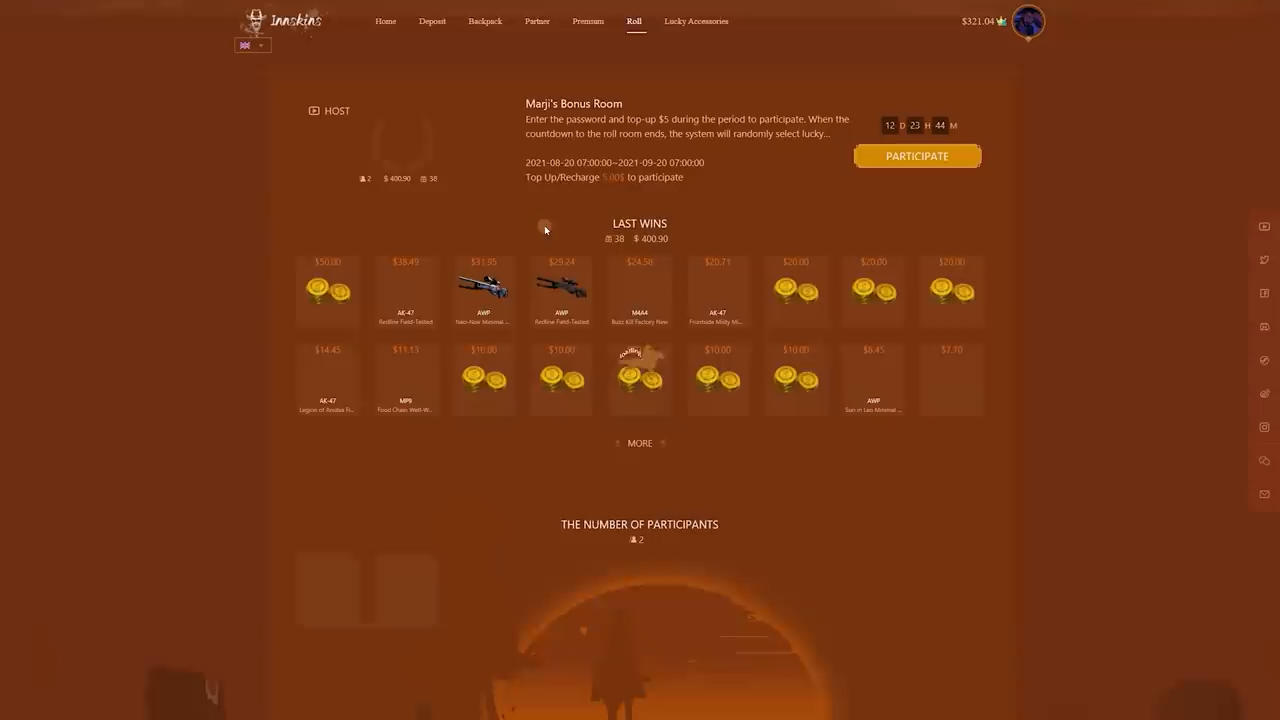 Innskins
Home Deposit Backpack Partner Premium Roll Lucky Accessories
$321.04
HOST
Marji's Bonus Room
Enter the password and top-up $5 during the period to participate. When the
countdown to the roll room ends, the system will randomly select lucky...
12 D 23 H 44 M
PARTICIPATE
2021-08-20 07:00:00~2021-09-20 07:00:00
Top Up/Recharge 5.00$ to participate
2 $ 400.90 38
LAST WINS
38 $ 400.90
$50.00 $38.49 $31.95 $29.24 $24.58 $20.71 $20.00 $20.00 $20.00
AK-47 AWP AWP M4A4 AK-47
Redline Field-Tested Neo-Noir Minimal ... Redline Field-Tested Buzz Kill Factory New Frontside Misty Mi...
$14.45 $11.13 $10.00 $10.00 loading $10.00 $10.00 $8.45 $7.70
AK-47 MP9 AWP
Legion of Anubis Fi... Food Chain Well-W... Sun in Leo Minimal ...
MORE
THE NUMBER OF PARTICIPANTS
2